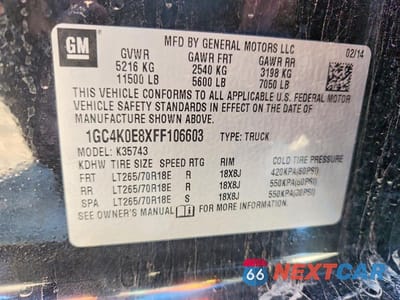 GM
MFD BY GENERAL MOTORS LLC
02/14
GVWR GAWR FRT GAWR RR
5216 KG 2540 KG 3198 KG
11500 LB 5600 LB 7050 LB
THIS VEHICLE CONFORMS TO ALL APPLICABLE U.S. FEDERAL MOTOR
VEHICLE SAFETY STANDARDS IN EFFECT ON THE DATE OF
MANUFACTURE SHOWN ABOVE.
1GC4K0E8XFF106603 TYPE: TRUCK
MODEL: K35743
KDHW TIRE SIZE SPEED RTG RIM COLD TIRE PRESSURE
FRT LT265/70R18E R 18X8J 420KPA(60PSI)
RR LT265/70R18E R 18X8J 550KPA(80PSI)
SPA LT265/70R18E S 18X8J 550KPA(80PSI)
SEE OWNER'S MANUAL FOR MORE INFORMATION.
66 NEXTCAR